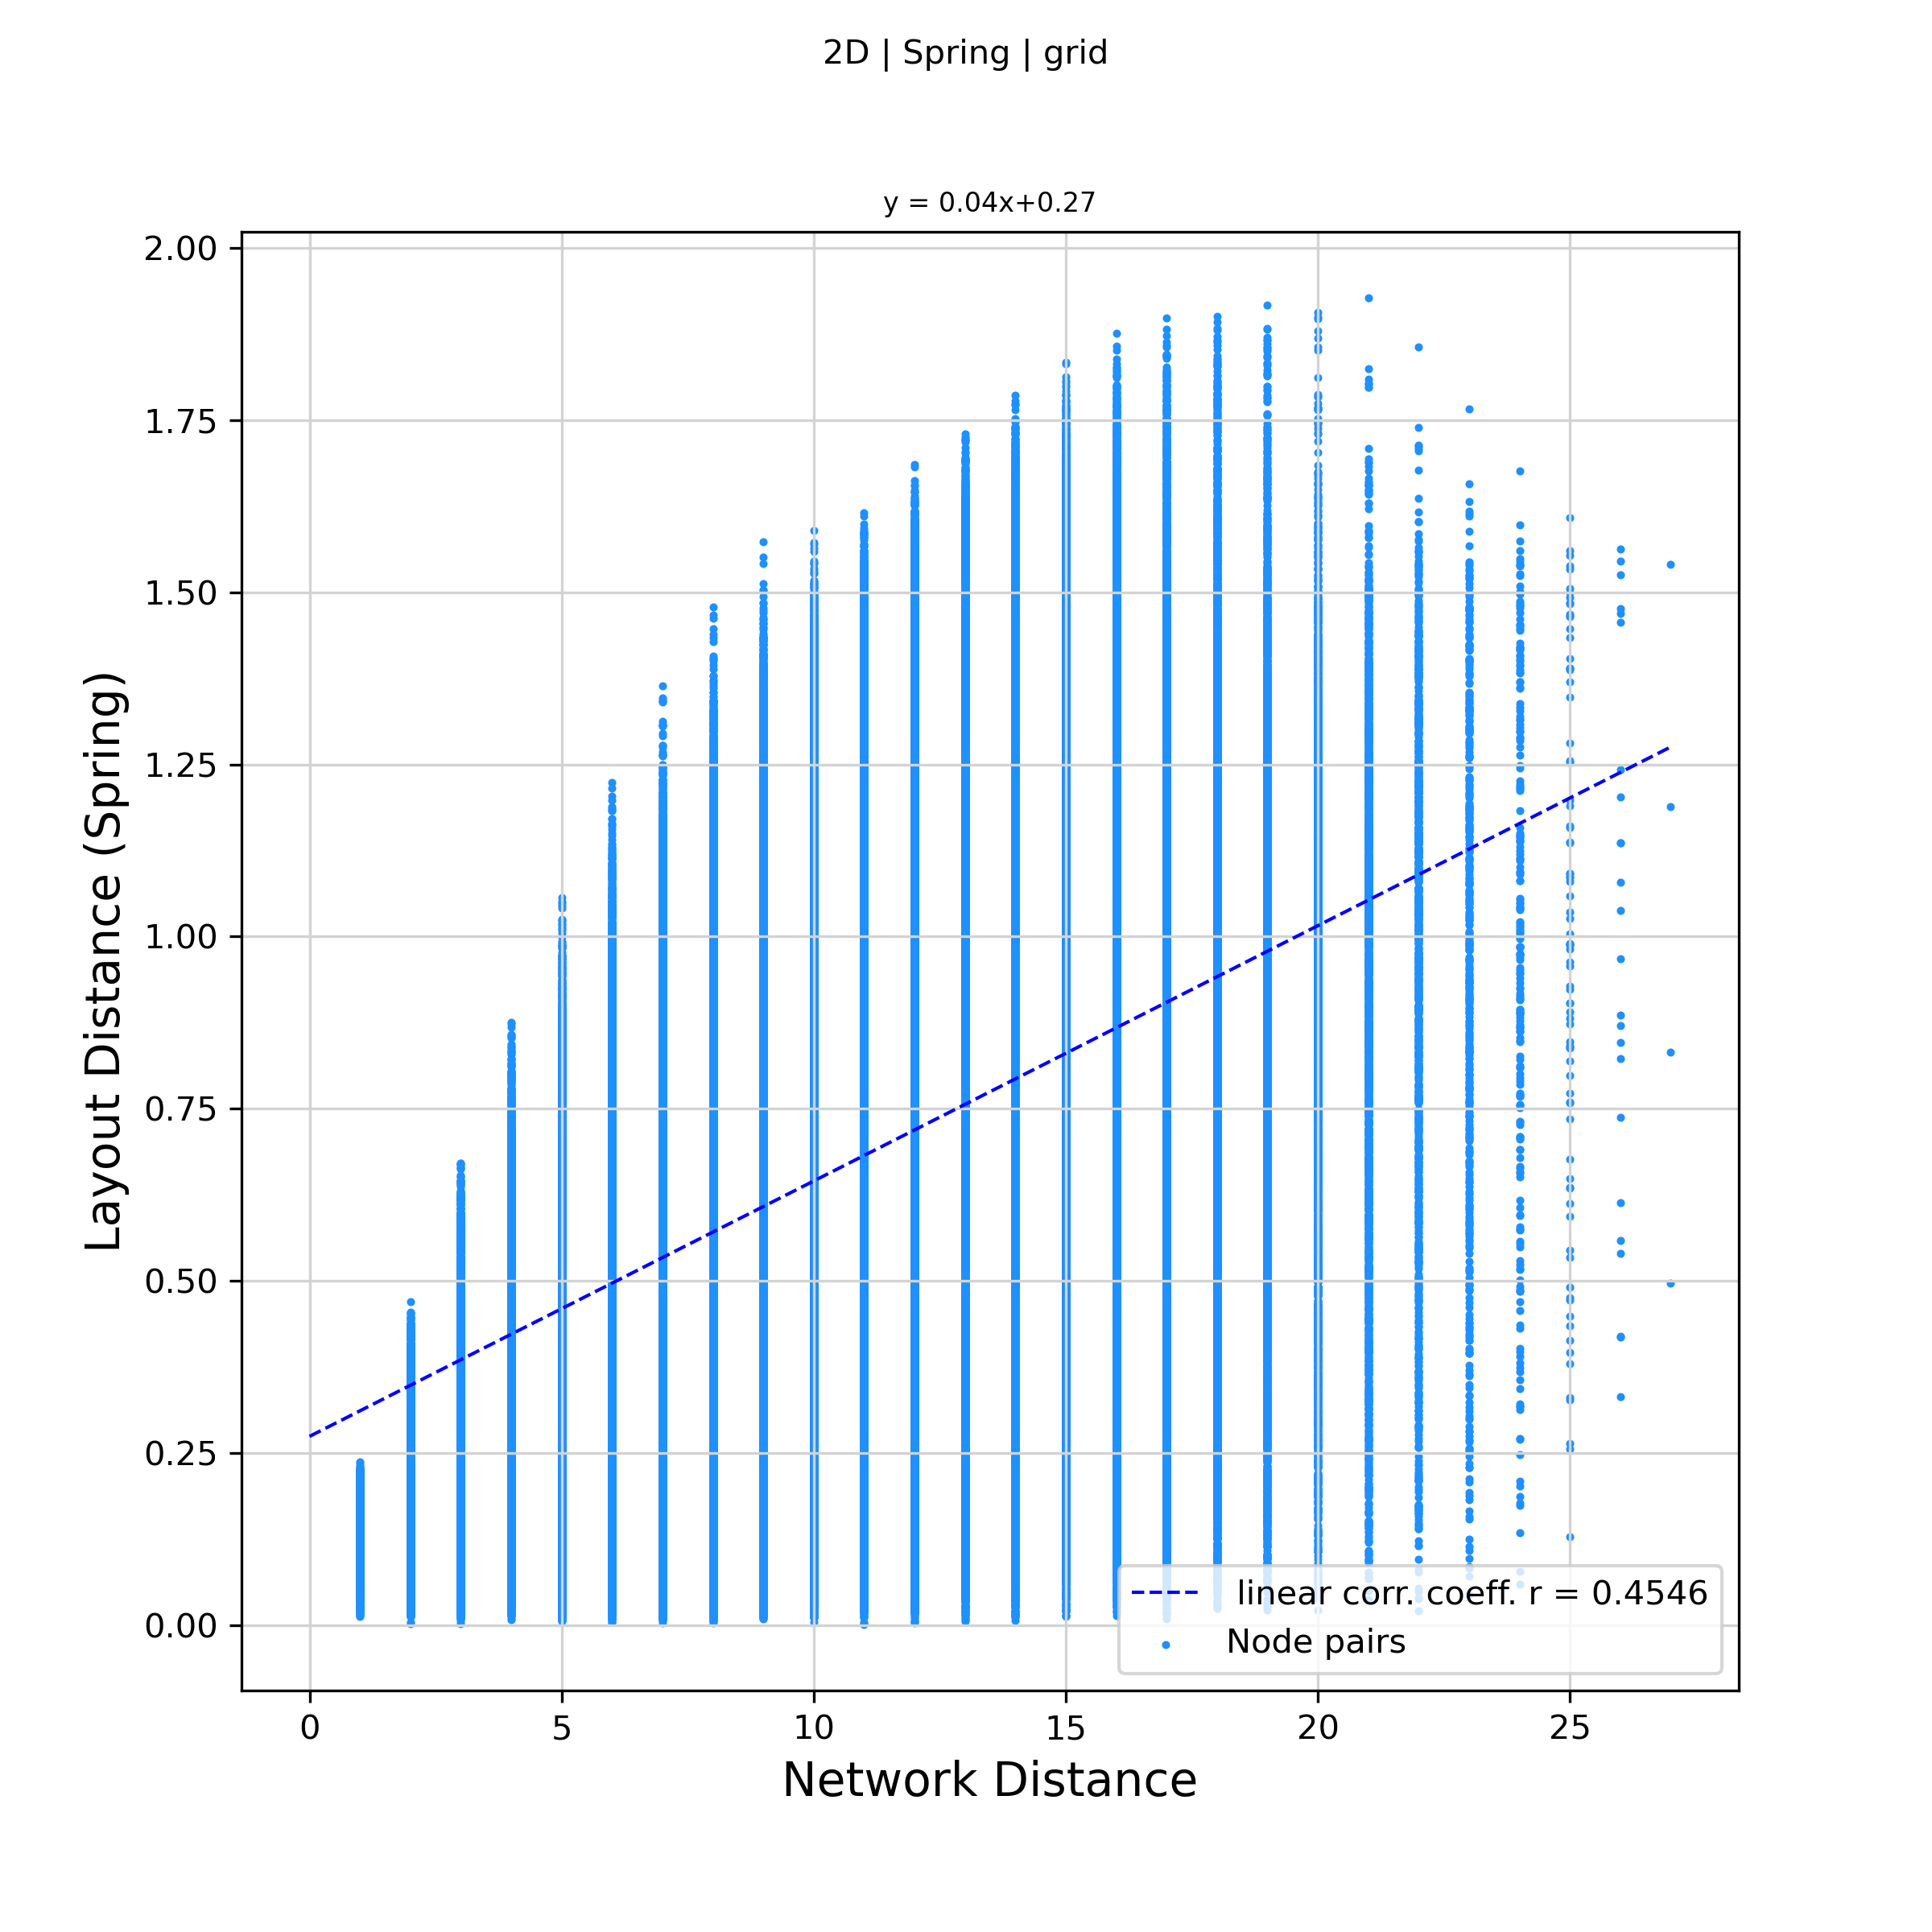 2D | Spring | grid
y = 0.04x+0.27
2.00
1.75
1.50
1.25
1.00
0.75
0.50
0.25
0.00
Layout Distance (Spring)
linear corr. coeff. r = 0.4546
Node pairs
0 5 10 15 20 25
Network Distance